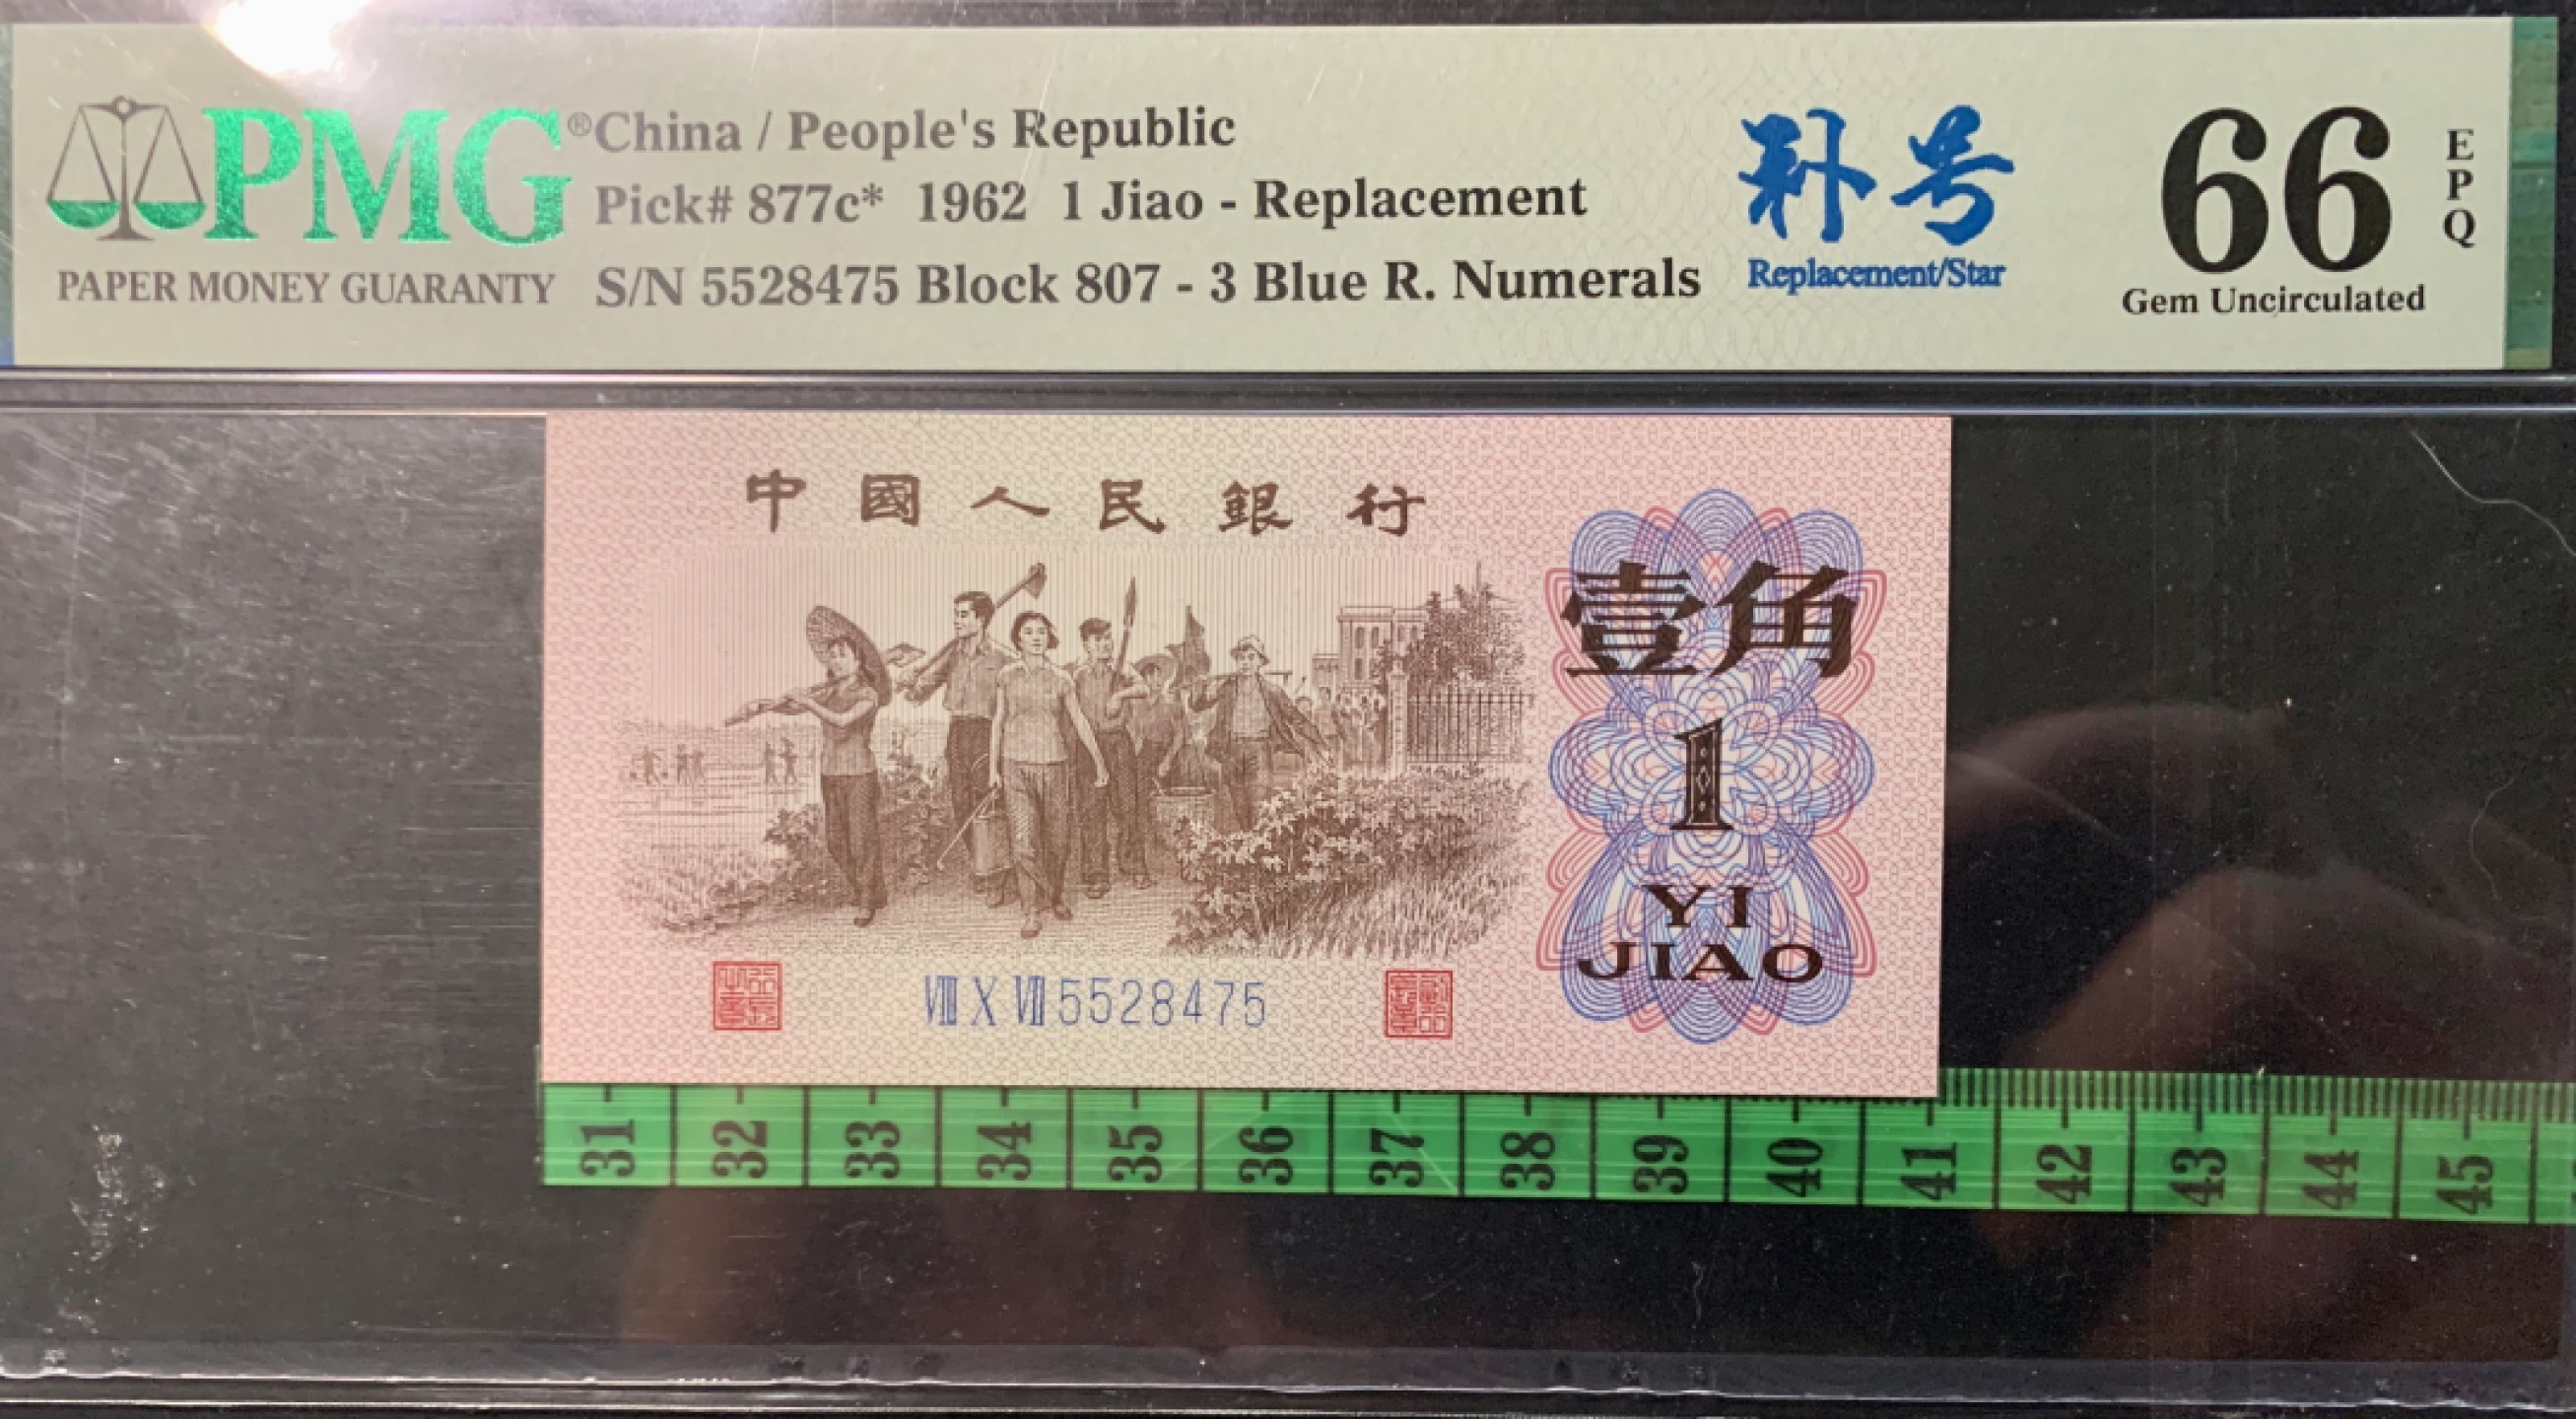 PMG®
PAPER MONEY GUARANTY
China / People's Republic
Pick# 877c* 1962 1 Jiao - Replacement
S/N 5528475 Block 807 - 3 Blue R. Numerals
补号
Replacement/Star
66
EPQ
Gem Uncirculated
中國人民銀行
壹角
1
YI
JIAO
ⅧⅩⅦ5528475
31 32 33 34 35 36 37 38 39 40 41 42 43 44 45